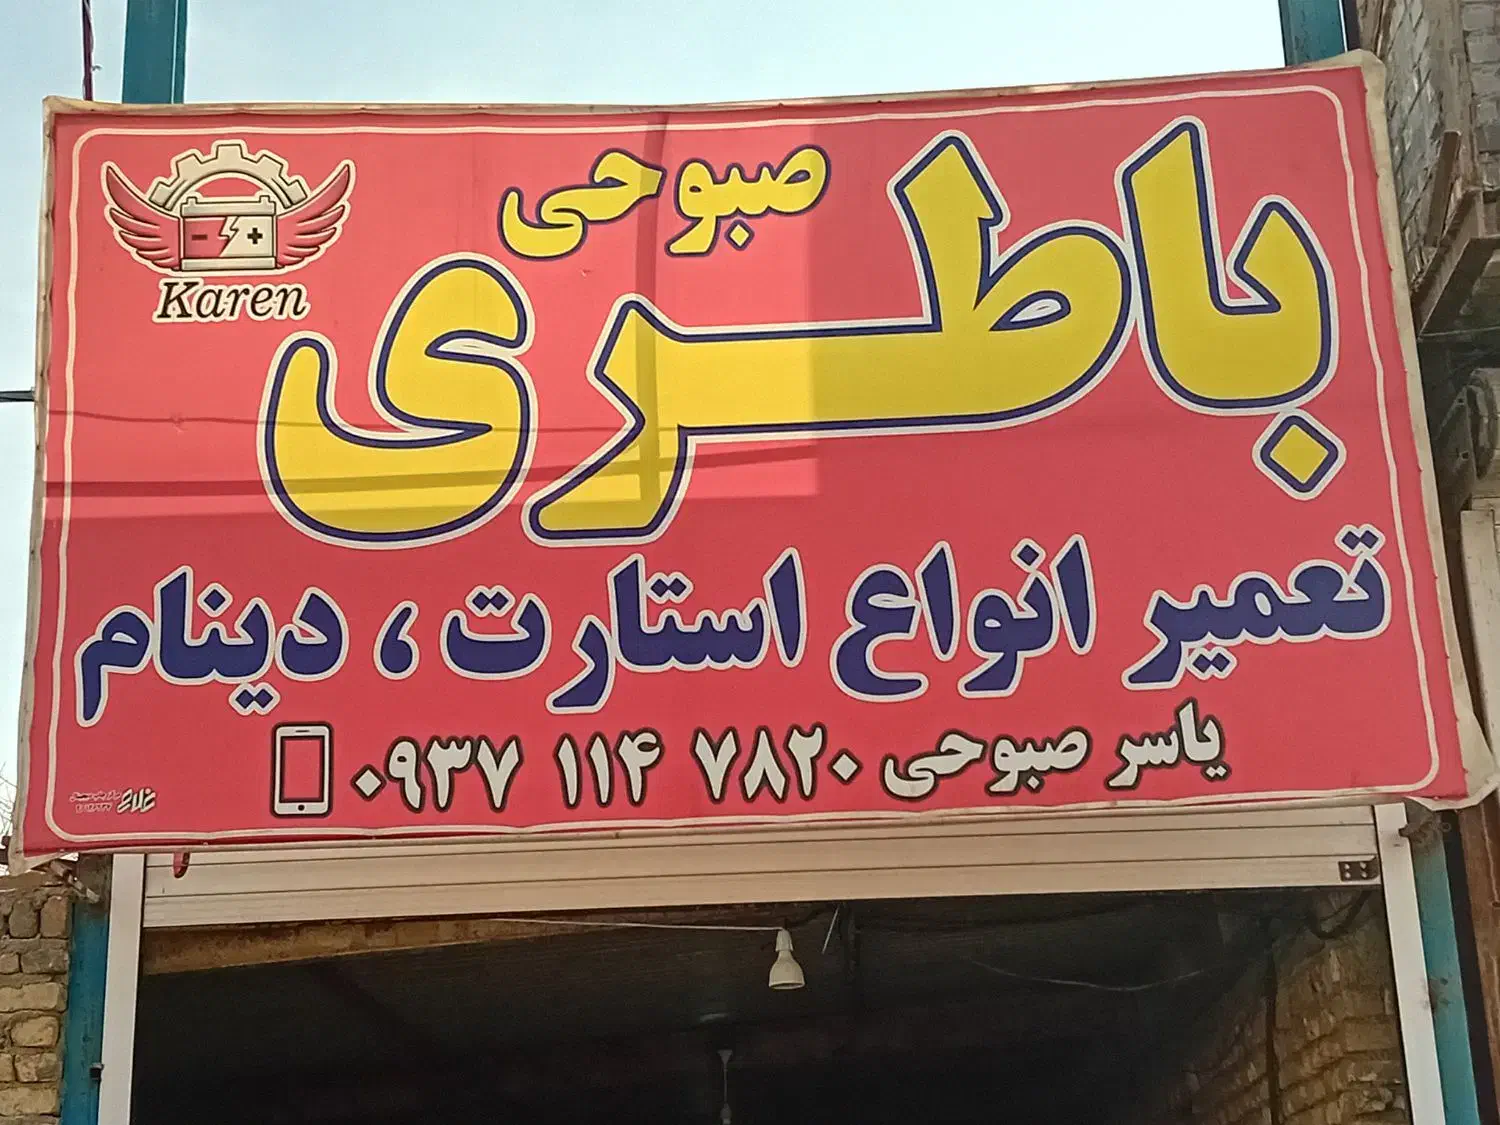 Karen
صبوحی
باطری
تعمیر انواع استارت ، دینام
یاسر صبوحی ۰۹۳۷ ۱۱۴ ۷۸۲۰